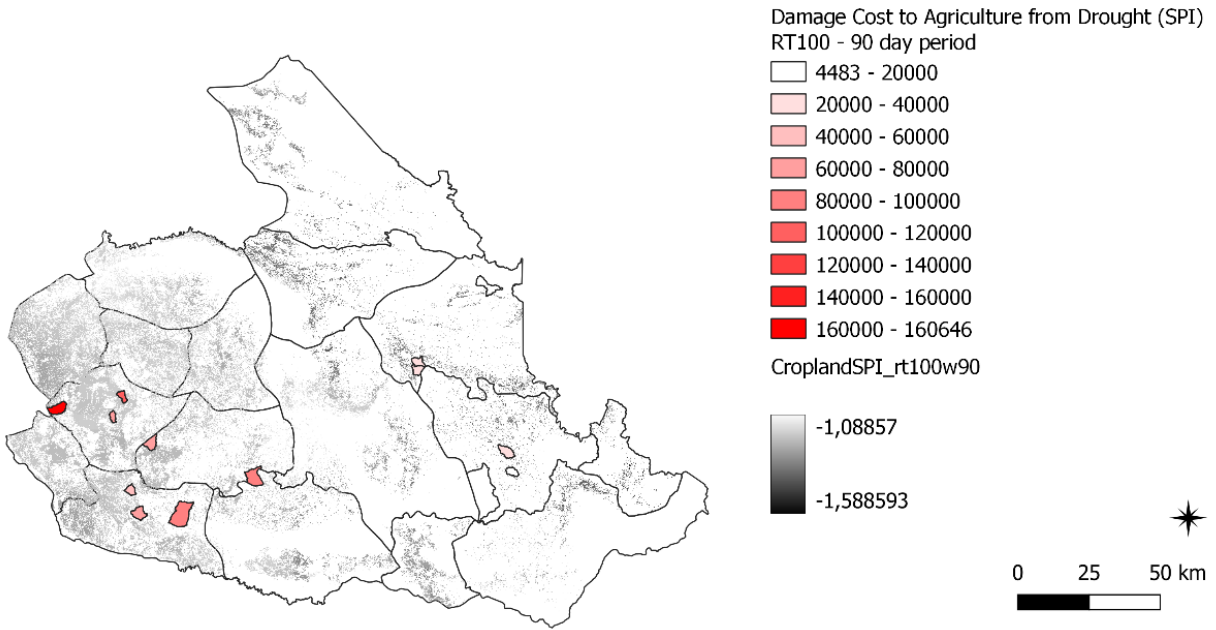 Damage Cost to Agriculture from Drought (SPI)
RT100 - 90 day period
4483 - 20000
20000 - 40000
40000 - 60000
60000 - 80000
80000 - 100000
100000 - 120000
120000 - 140000
140000 - 160000
160000 - 160646
CroplandSPI_rt100w90
-1,08857
-1,588593
0 25 50 km